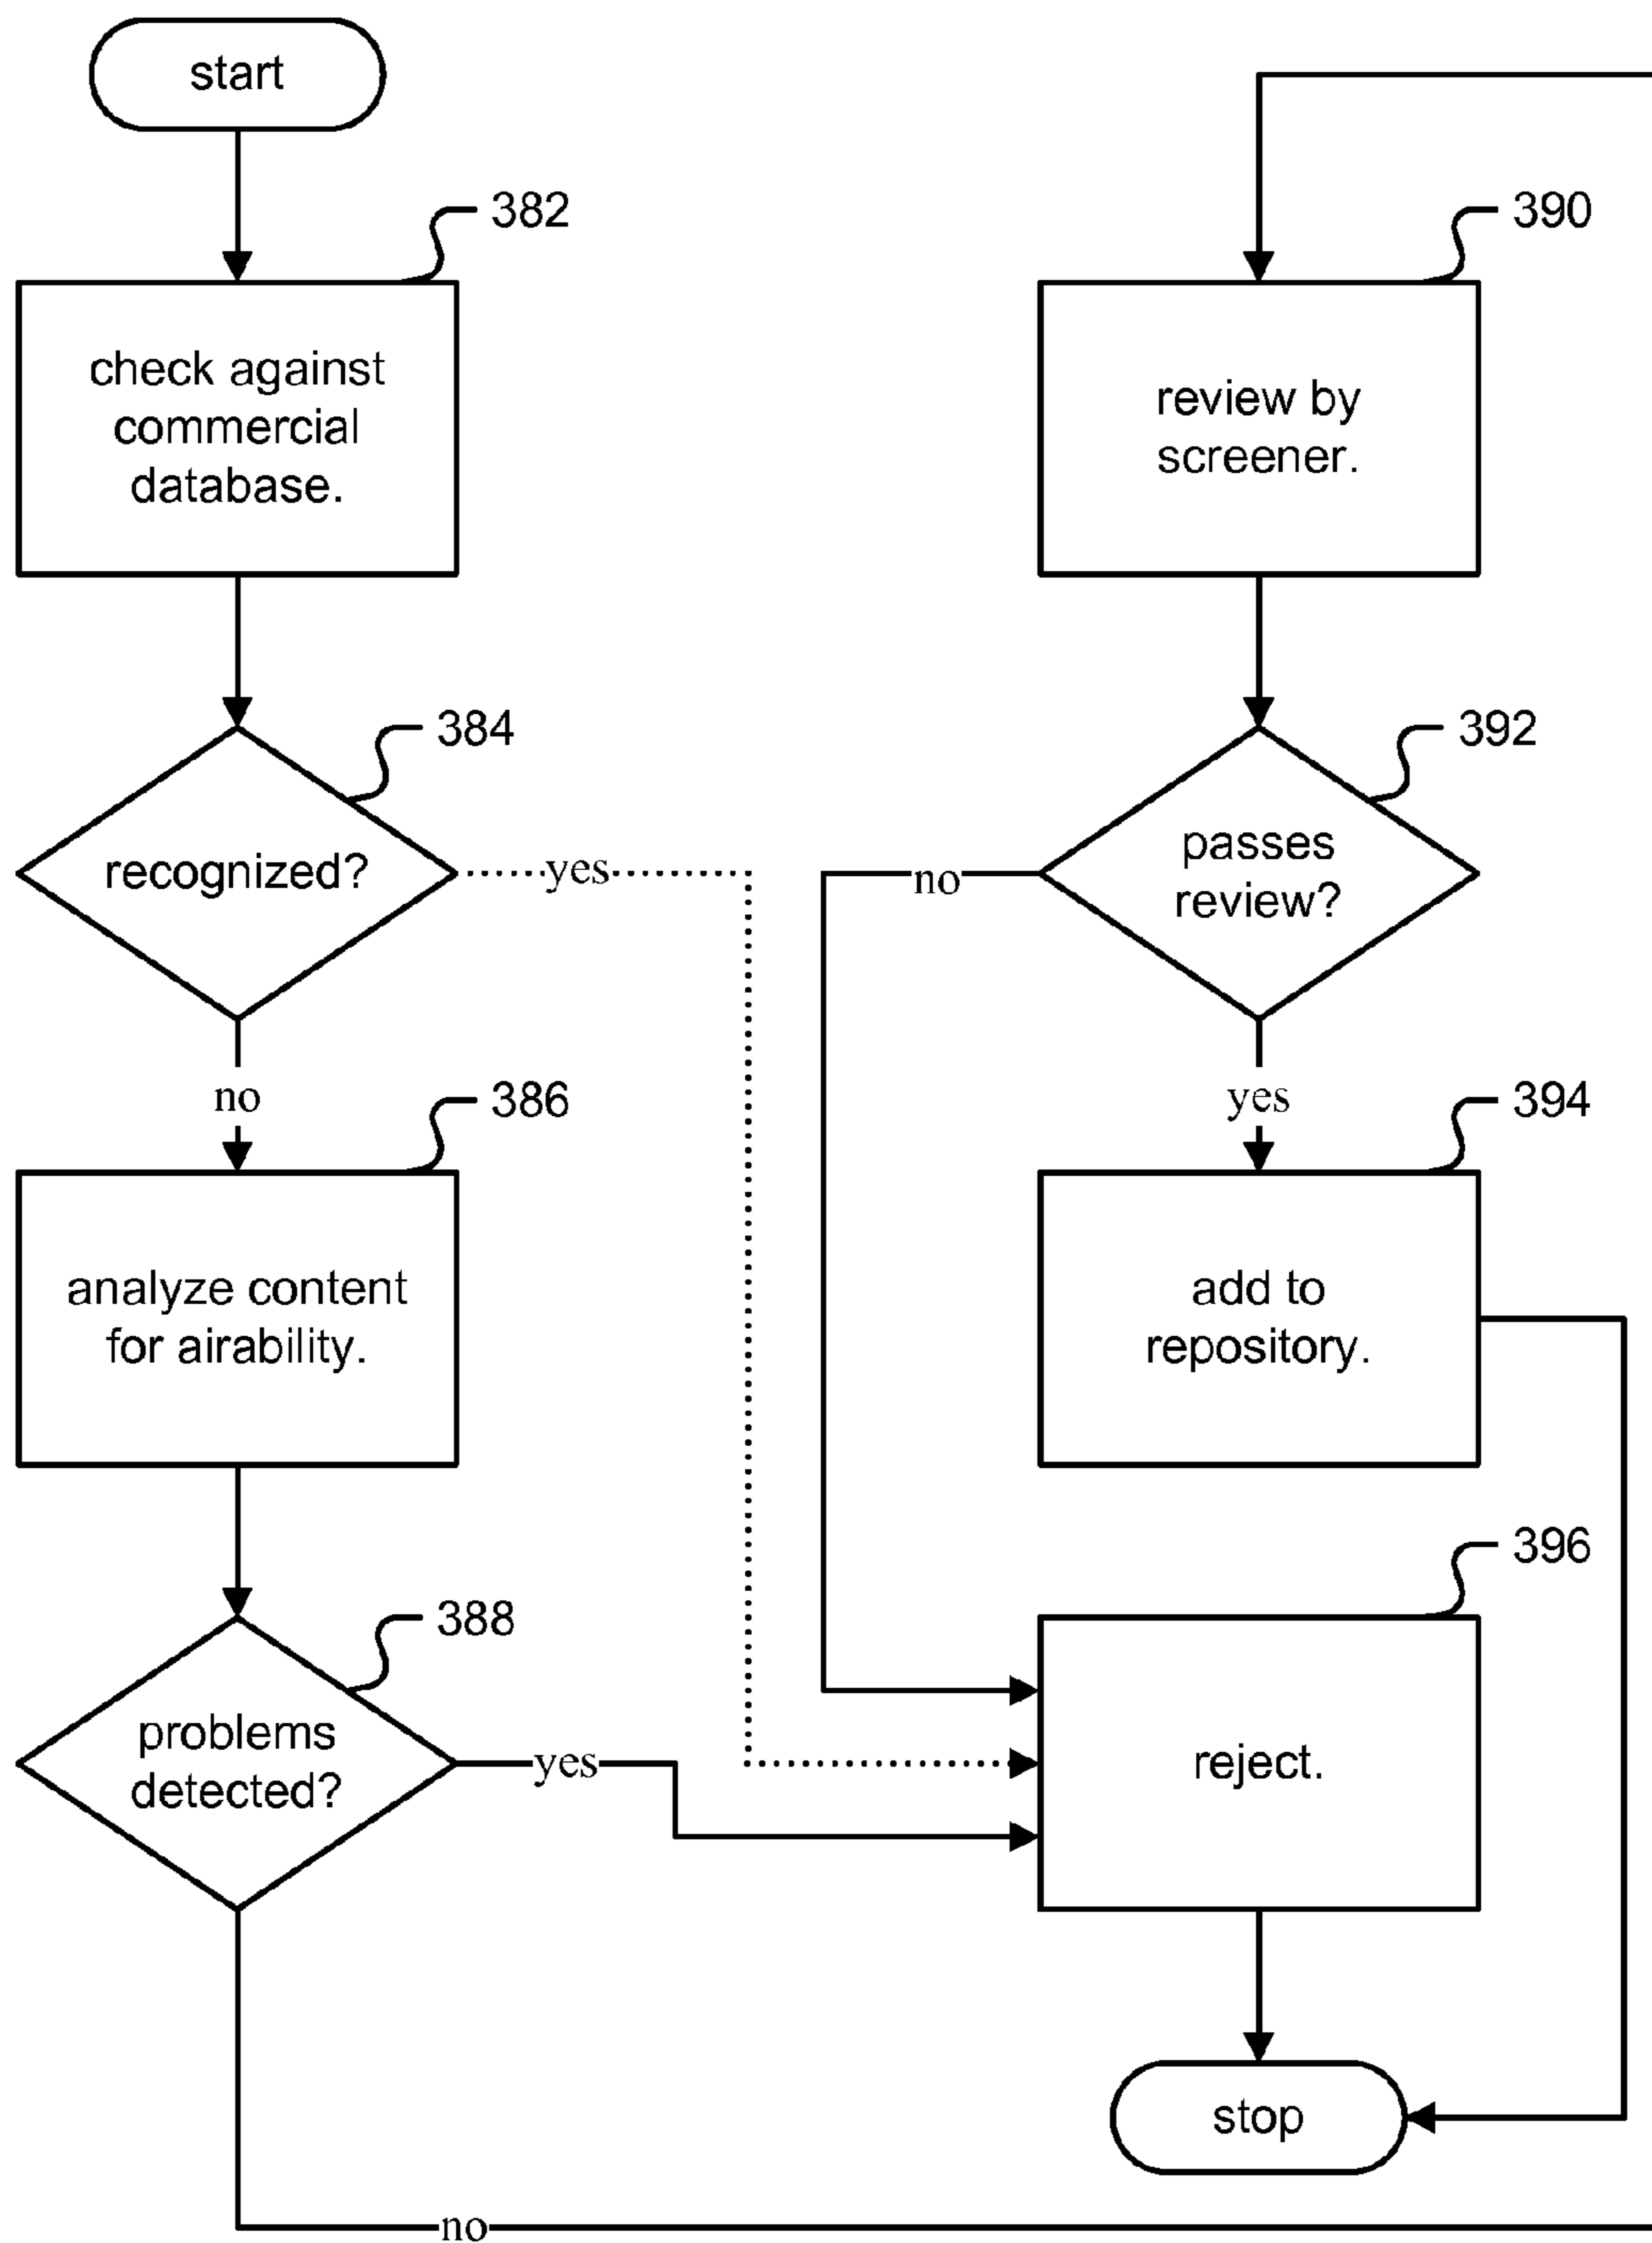 start
382
check against
commercial
database.
384
recognized?
yes
no
386
analyze content
for airability.
388
problems
detected?
yes
no
390
review by
screener.
392
passes
review?
no
yes
394
add to
repository.
396
reject.
stop